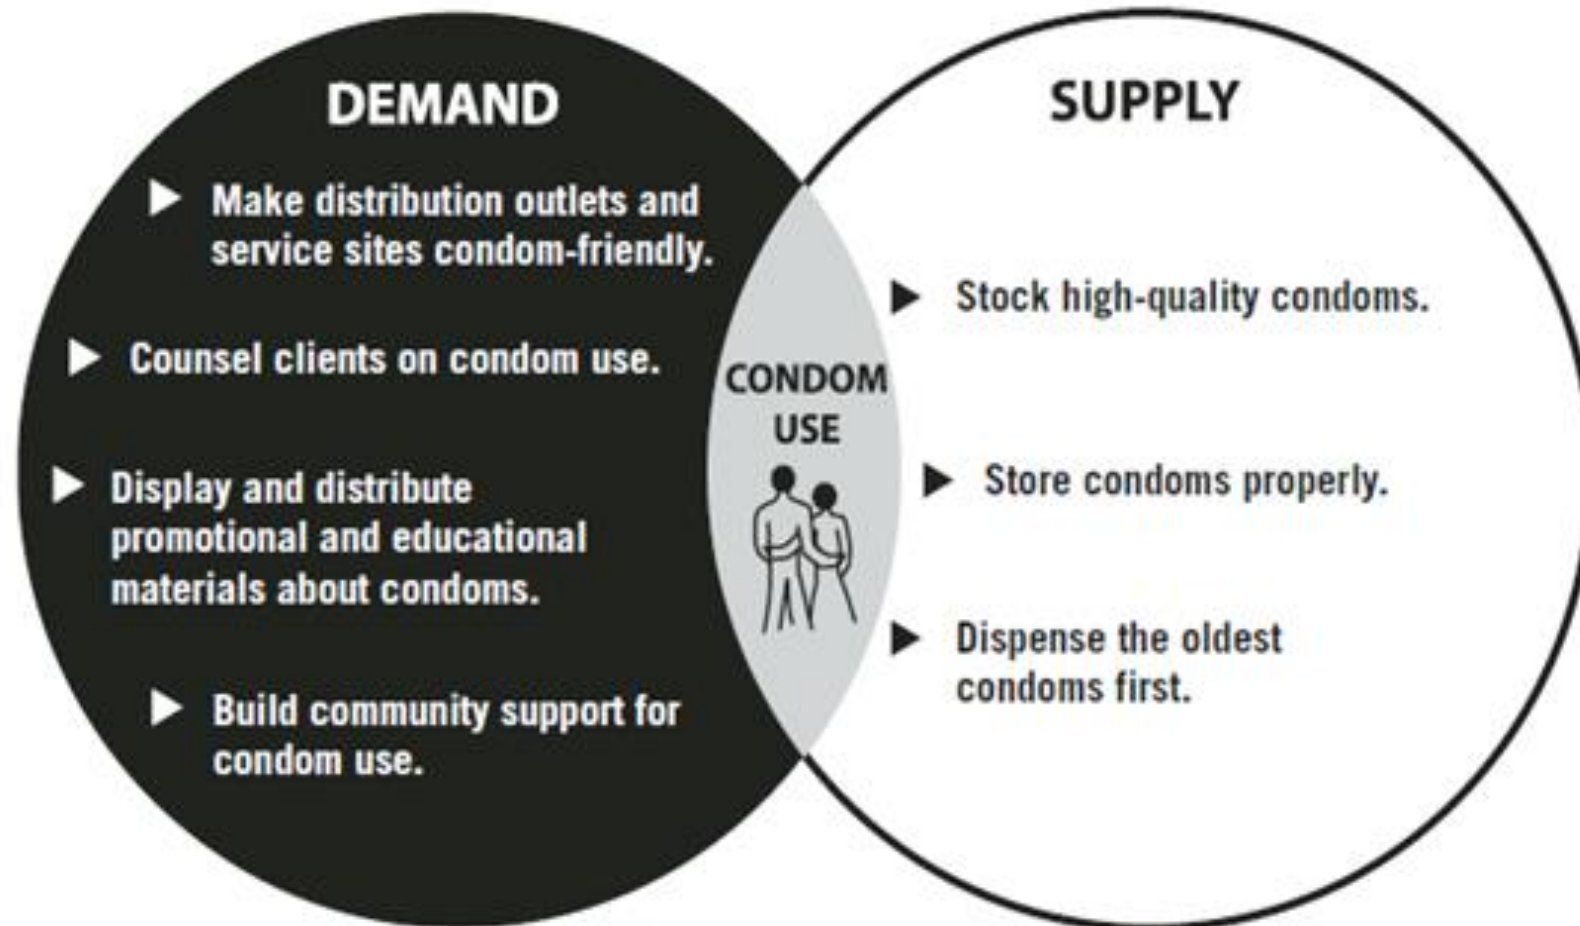 DEMAND
Make distribution outlets and
service sites condom-friendly.
Counsel clients on condom use.
Display and distribute
promotional and educational
materials about condoms.
Build community support for
condom use.
CONDOM
USE
SUPPLY
Stock high-quality condoms.
Store condoms properly.
Dispense the oldest
condoms first.